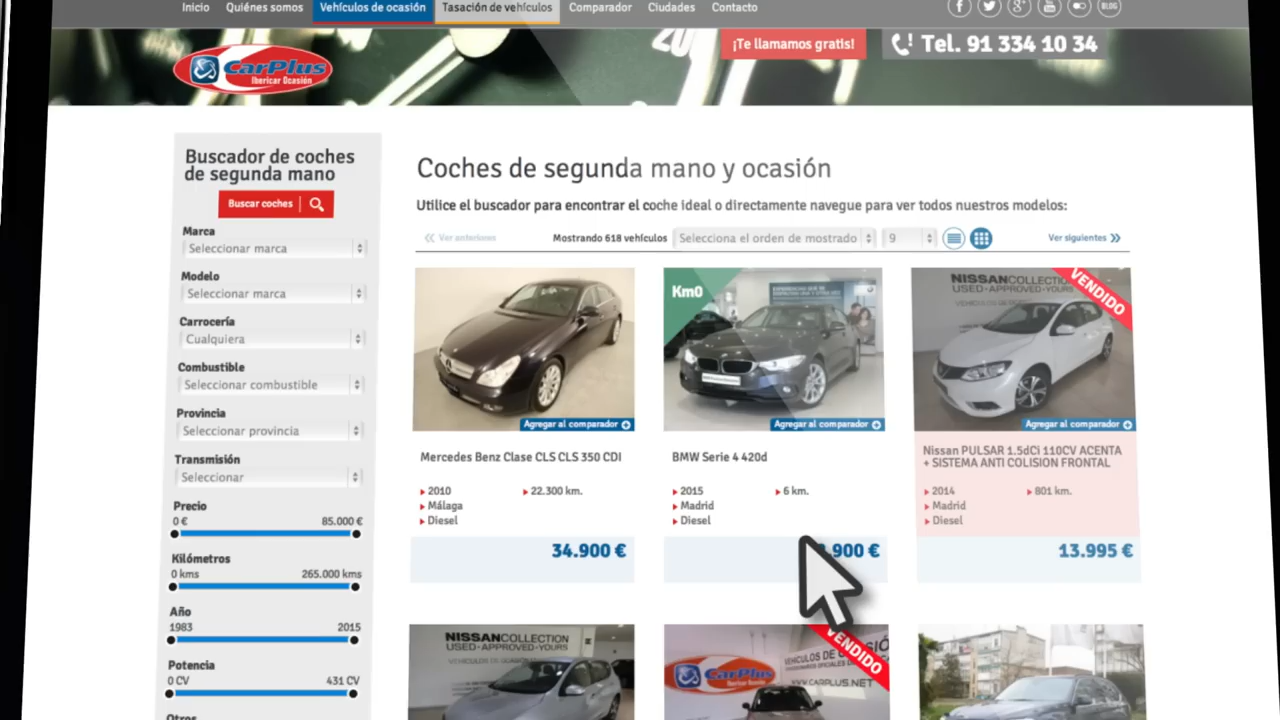 Inicio Quiénes somos Vehículos de ocasión Tasación de vehículos Comparador Ciudades Contacto
BLOG
CarPlus
Ibericar Ocasión
¡Te llamamos gratis!
Tel. 91 334 10 34
Buscador de coches
de segunda mano
Buscar coches
Marca
Seleccionar marca
Modelo
Seleccionar marca
Carrocería
Cualquiera
Combustible
Seleccionar combustible
Provincia
Seleccionar provincia
Transmisión
Seleccionar
Precio
0 € 85.000 €
Kilómetros
0 kms 265.000 kms
Año
1983 2015
Potencia
0 CV 431 CV
Otros
Coches de segunda mano y ocasión
Utilice el buscador para encontrar el coche ideal o directamente navegue para ver todos nuestros modelos:
Ver anteriores Mostrando 618 vehículos Selecciona el orden de mostrado 9 Ver siguientes
Agregar al comparador
Mercedes Benz Clase CLS CLS 350 CDI
2010 22.300 km.
Málaga
Diesel
34.900 €
Km0
Agregar al comparador
BMW Serie 4 420d
2015 6 km.
Madrid
Diesel
.900 €
NISSAN COLLECTION
USED-APPROVED-YOURS
VENDIDO
Agregar al comparador
Nissan PULSAR 1.5dCi 110CV ACENTA
+ SISTEMA ANTI COLISION FRONTAL
2014 801 km.
Madrid
Diesel
13.995 €
NISSAN COLLECTION
USED-APPROVED-YOURS
VENDIDO
CarPlus
Ibericar Ocasión
WWW.CARPLUS.NET